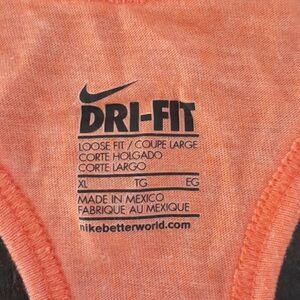 DRI-FIT
LOOSE FIT / COUPE LARGE
CORTE HOLGADO
CORTE LARGO
XL TG EG
MADE IN MEXICO
FABRIQUE AU MEXIQUE
nikebetterworld.com